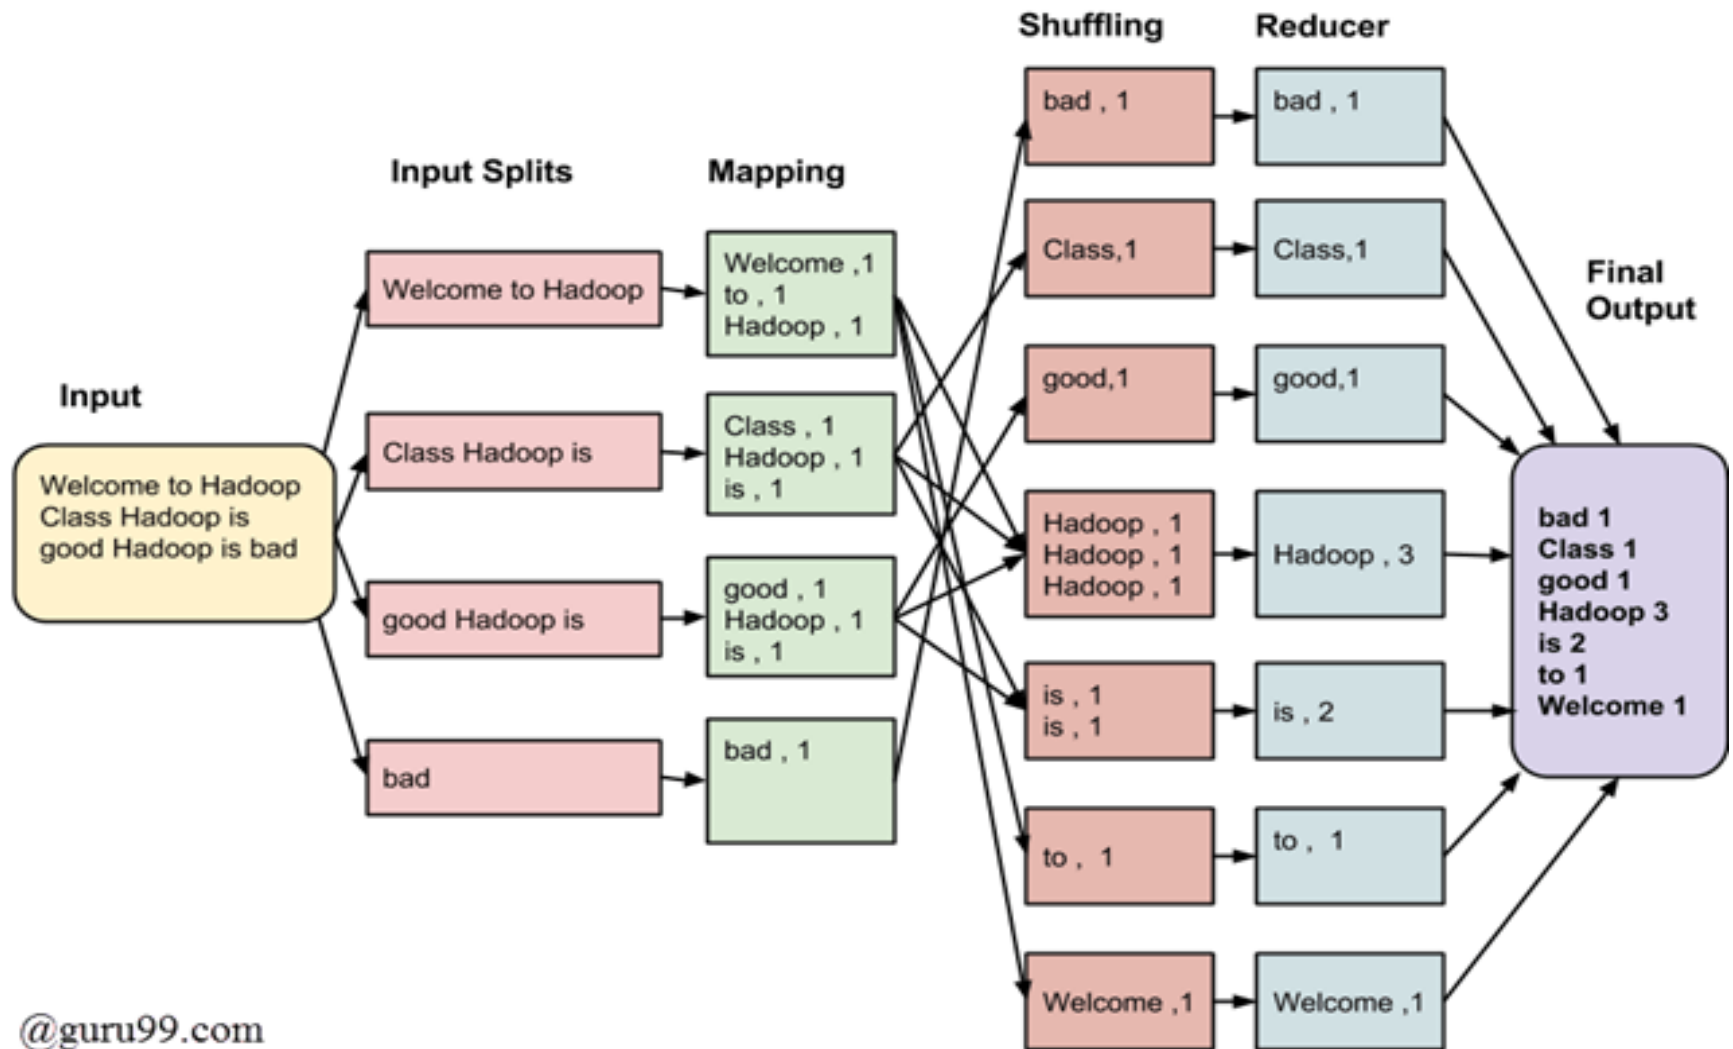 Shuffling
Reducer
Input Splits
Mapping
Final
Output
Input
Welcome to Hadoop
Class Hadoop is
good Hadoop is bad
Welcome to Hadoop
Class Hadoop is
good Hadoop is
bad
Welcome ,1
to , 1
Hadoop , 1
Class , 1
Hadoop , 1
is , 1
good , 1
Hadoop , 1
is , 1
bad , 1
bad , 1
Class,1
good,1
Hadoop , 1
Hadoop , 1
Hadoop , 1
is , 1
is , 1
to , 1
Welcome ,1
bad , 1
Class,1
good,1
Hadoop , 3
is , 2
to , 1
Welcome ,1
bad 1
Class 1
good 1
Hadoop 3
is 2
to 1
Welcome 1
@guru99.com